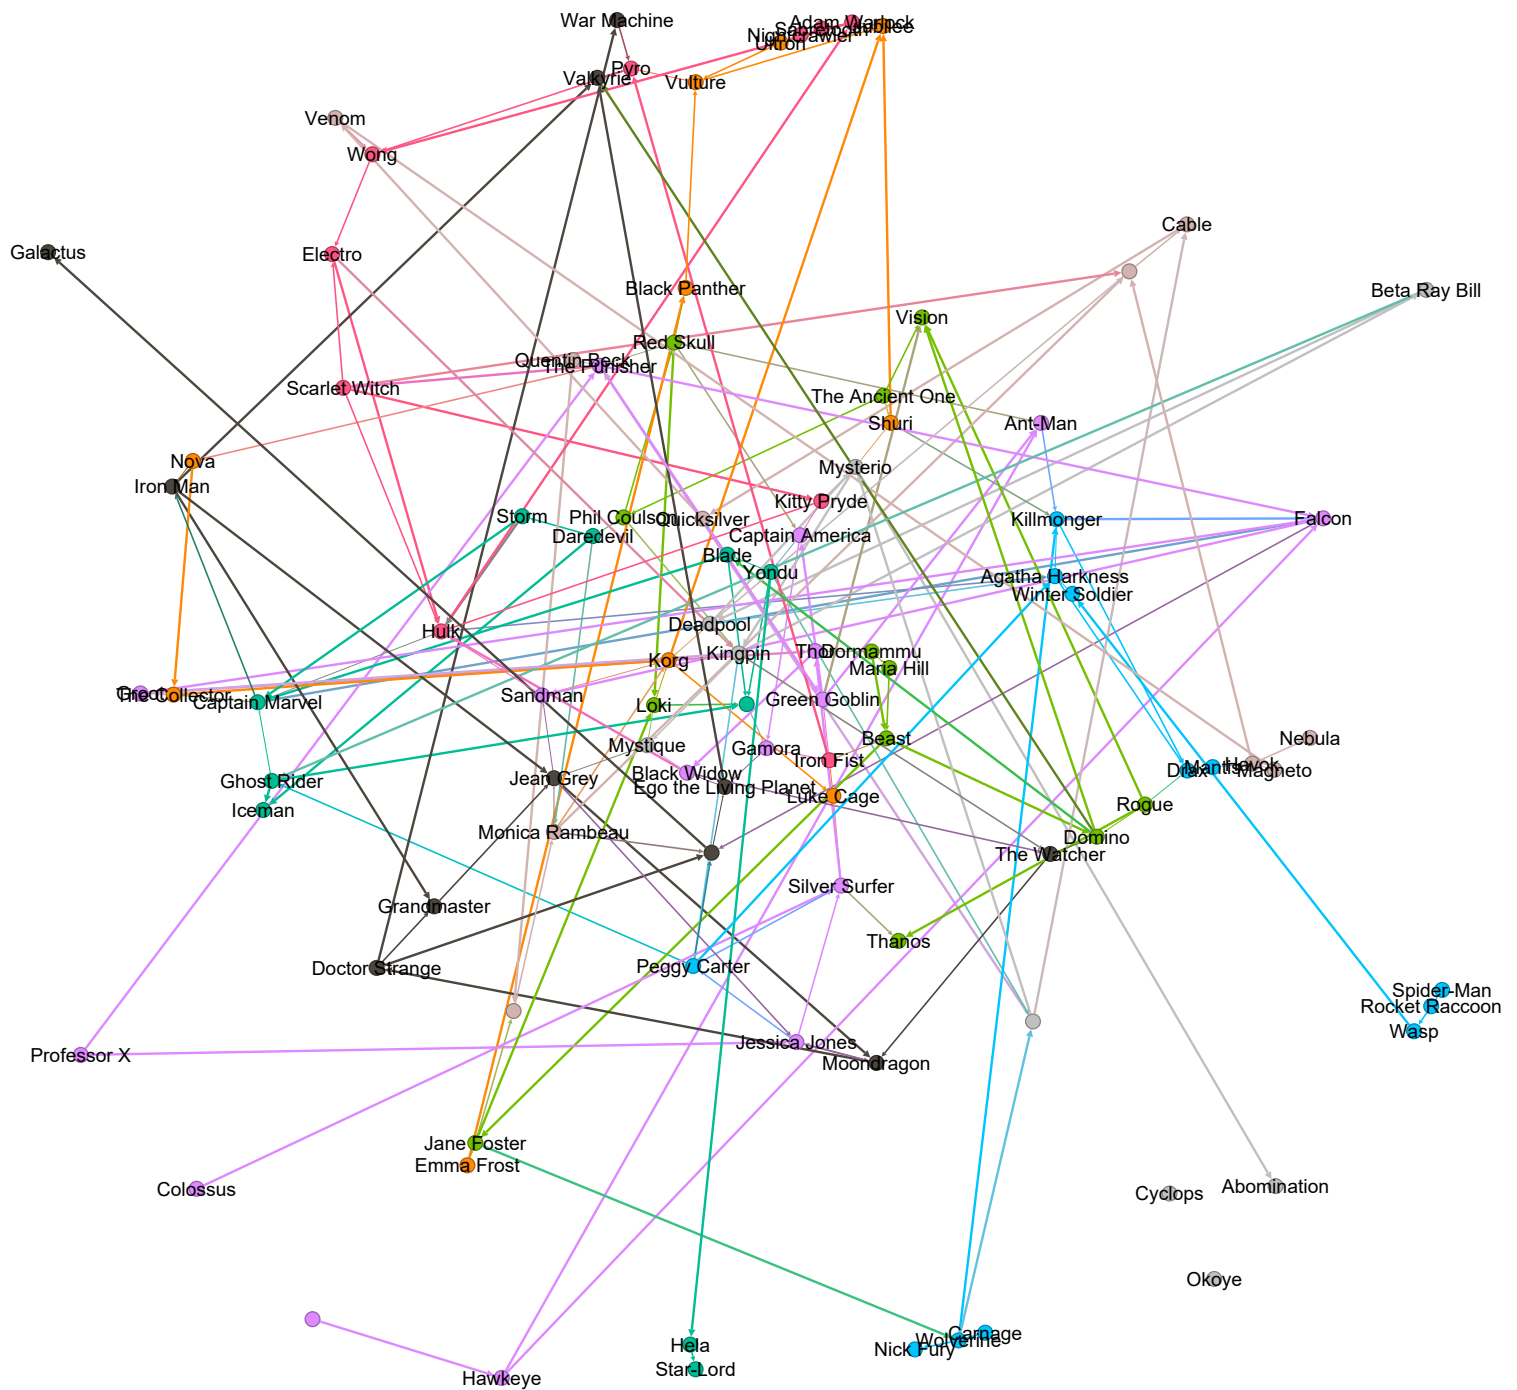 War Machine
Adam Warlock
Sabretooth
Jubilee
Nightcrawler
Ultron
Pyro
Valkyrie
Vulture
Venom
Wong
Cable
Galactus
Electro
Black Panther
Beta Ray Bill
Vision
Red Skull
Quentin Beck
The Punisher
Scarlet Witch
The Ancient One
Shuri
Ant-Man
Nova
Mysterio
Iron Man
Kitty Pryde
Storm
Phil Coulson
Quicksilver
Killmonger
Falcon
Daredevil
Captain America
Blade
Yondu
Agatha Harkness
Winter Soldier
Deadpool
Hulk
Kingpin
Thor
Dormammu
Korg
Maria Hill
Groot
The Collector
Captain Marvel
Sandman
Loki
Green Goblin
Mystique
Gamora
Beast
Nebula
Iron Fist
Havok
Mantis
Drax
Magneto
Ghost Rider
Jean Grey
Black Widow
Ego the Living Planet
Luke Cage
Iceman
Rogue
Monica Rambeau
Domino
The Watcher
Silver Surfer
Grandmaster
Thanos
Doctor Strange
Peggy Carter
Spider-Man
Rocket Raccoon
Wasp
Professor X
Jessica Jones
Moondragon
Jane Foster
Emma Frost
Colossus
Cyclops
Abomination
Okoye
Carnage
Wolverine
Nick Fury
Hela
Star-Lord
Hawkeye